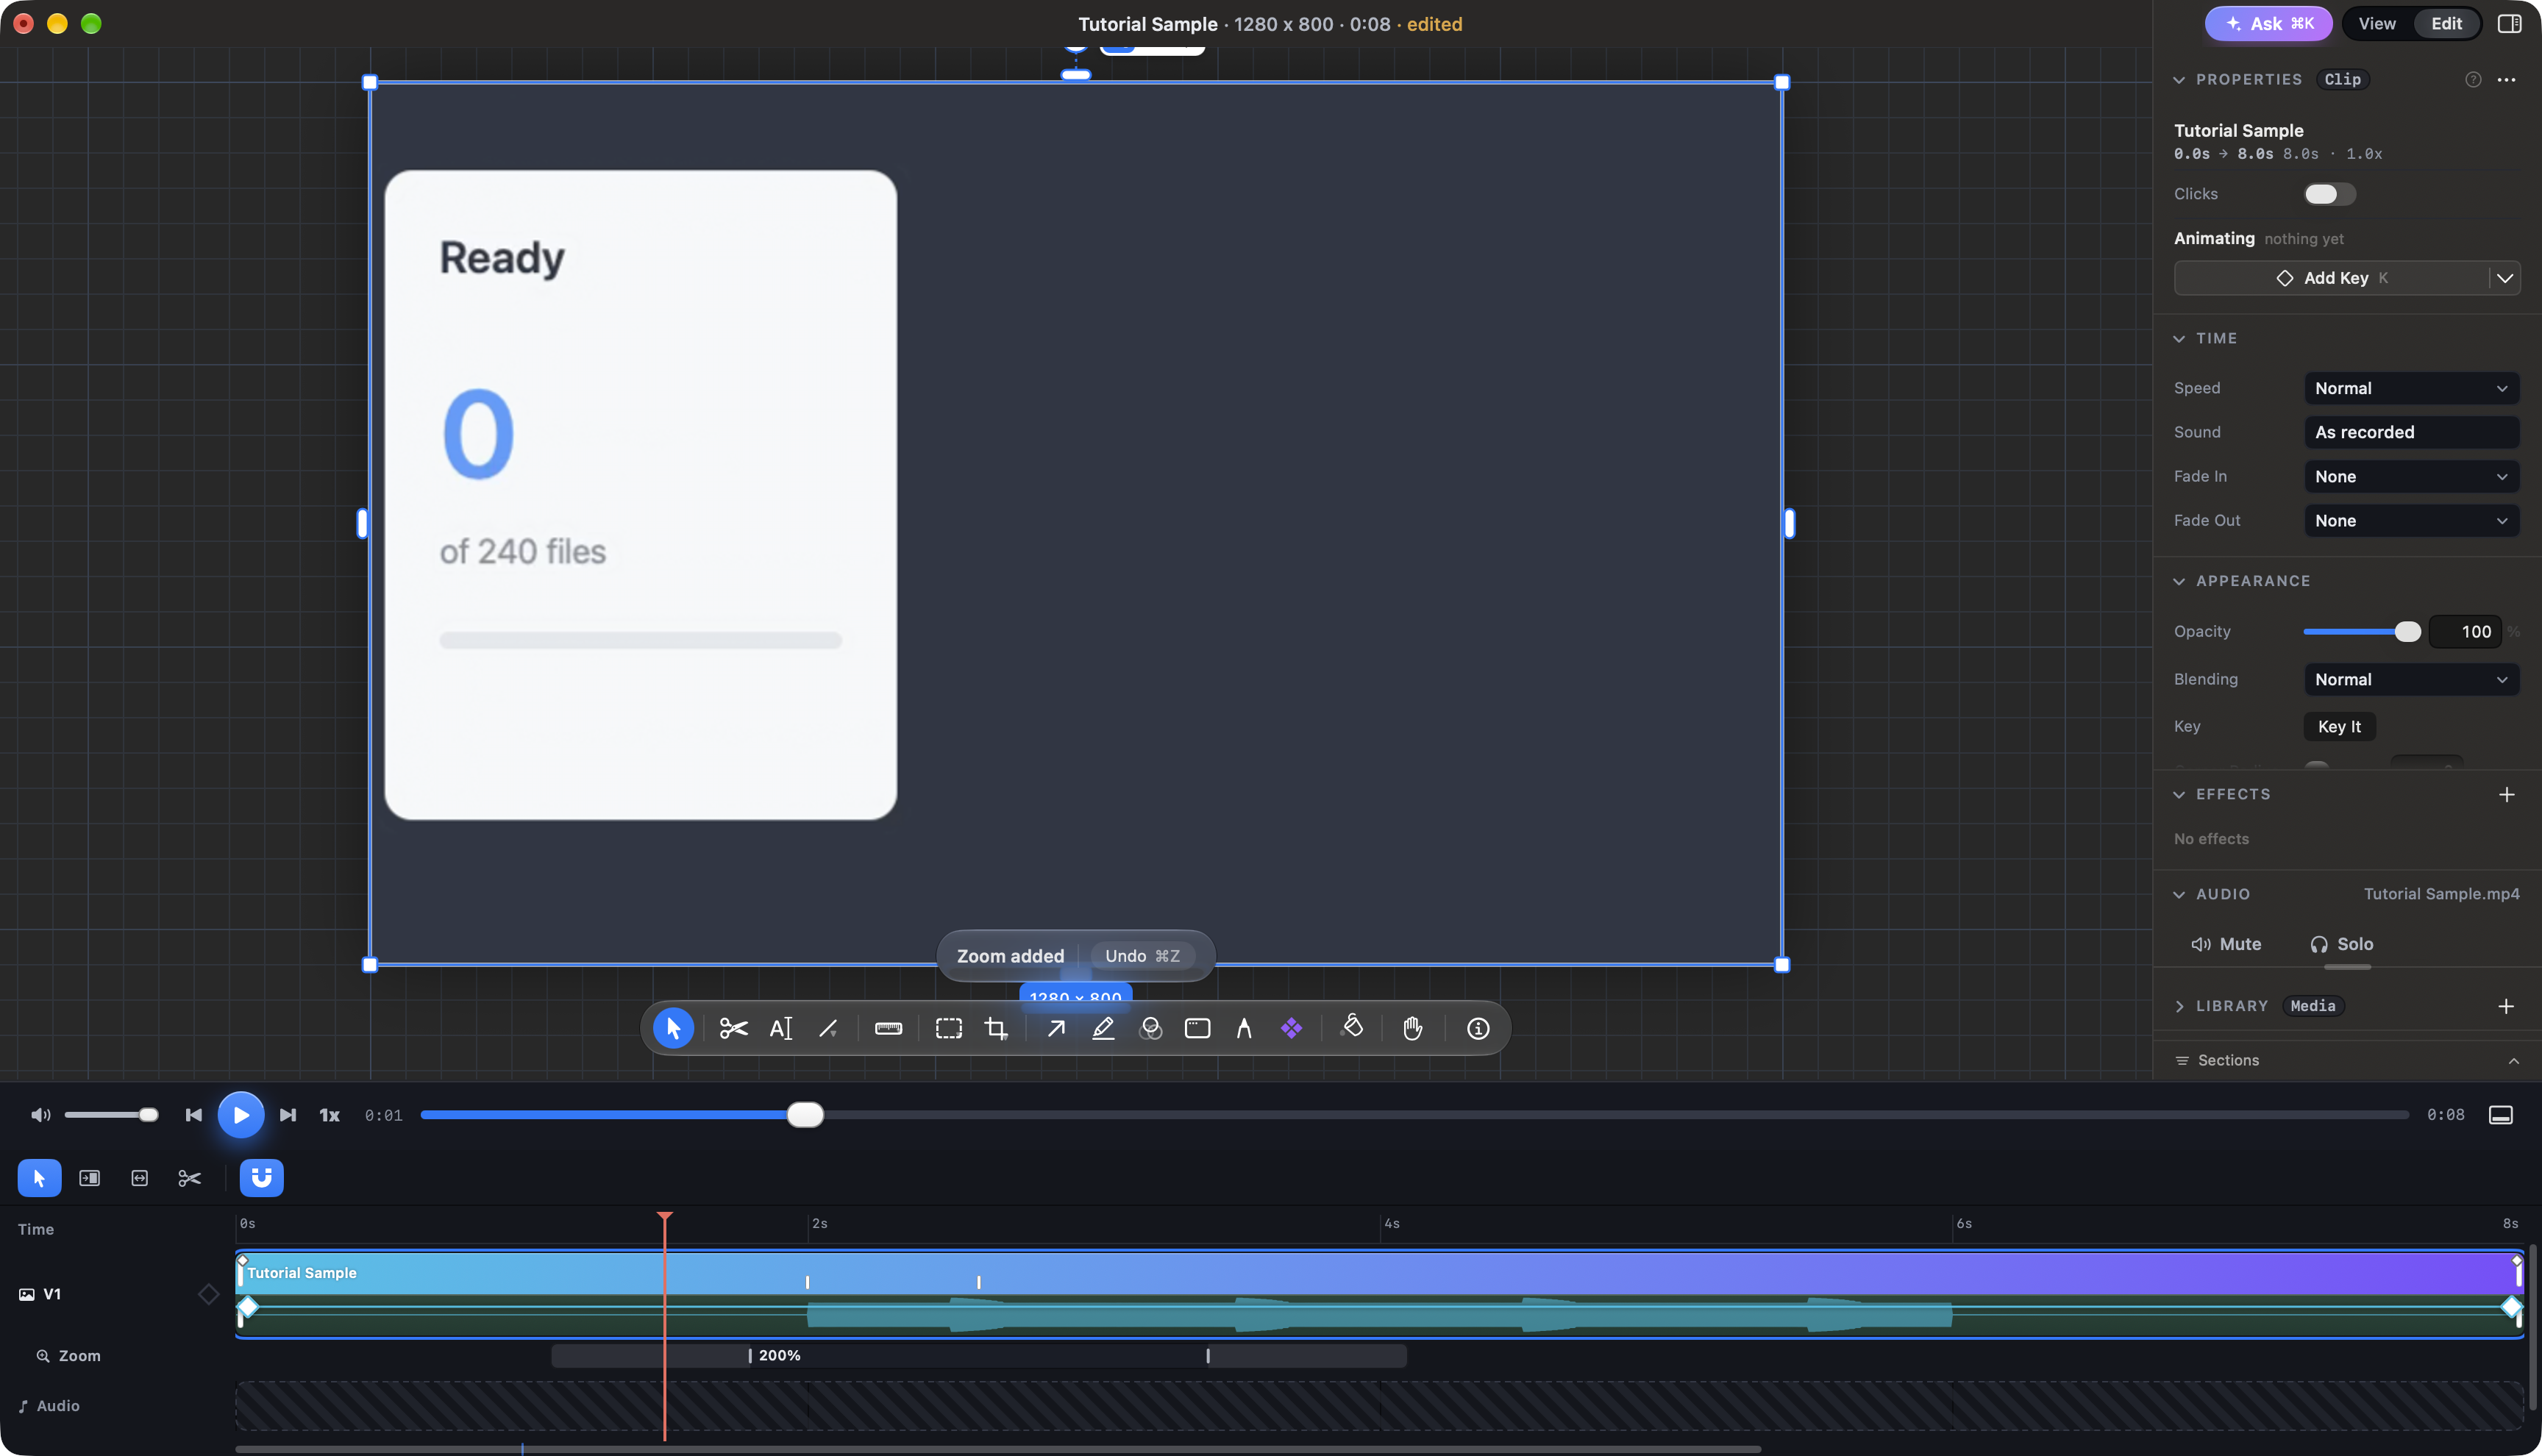 Tutorial Sample · 1280 x 800 · 0:08 · edited
Ask ⌘K
View
Edit
PROPERTIES Clip
Tutorial Sample
0.0s → 8.0s 8.0s · 1.0x
Clicks
Animating nothing yet
Add Key K
TIME
Speed Normal
Sound As recorded
Fade In None
Fade Out None
APPEARANCE
Opacity 100 %
Blending Normal
Key Key It
EFFECTS
No effects
AUDIO Tutorial Sample.mp4
Mute Solo
LIBRARY Media
Sections
Ready
0
of 240 files
Zoom added Undo ⌘Z
1280 × 800
1x 0:01 0:08
Time 0s 2s 4s 6s 8s
Tutorial Sample
V1
Zoom 200%
Audio